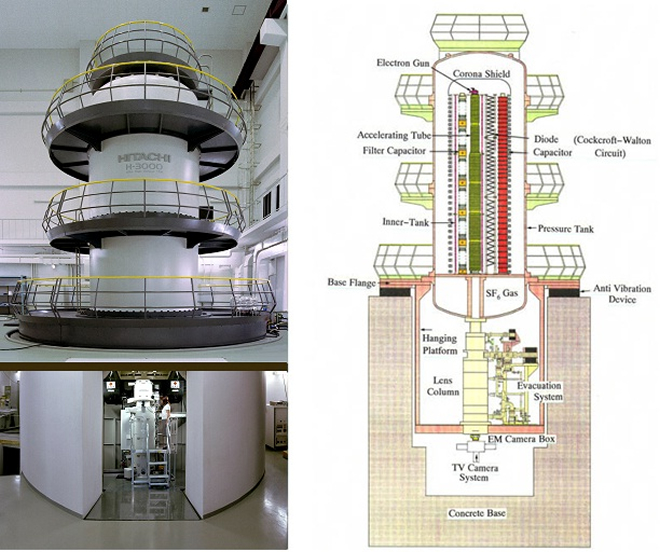 HITACHI
H-3000
Electron Gun
Corona Shield
Accelerating Tube
Diode
(Cockcroft-Walton
Filter Capacitor
Capacitor
Circuit)
Inner-Tank
Pressure Tank
Base Flange
SF6 Gas
Anti Vibration
Device
Hanging
Platform
Lens
Column
Evacuation
System
EM Camera Box
TV Camera
System
Concrete Base